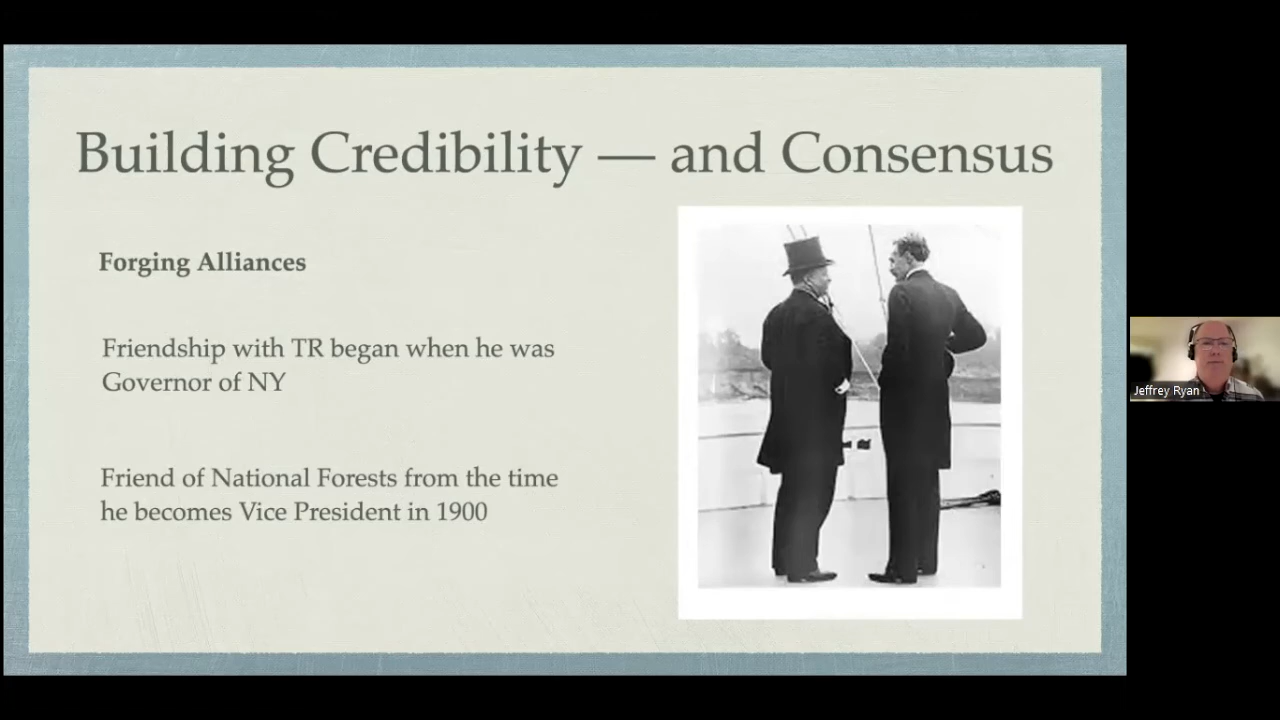 Building Credibility — and Consensus
Forging Alliances
Friendship with TR began when he was
Governor of NY
Friend of National Forests from the time
he becomes Vice President in 1900
Jeffrey Ryan